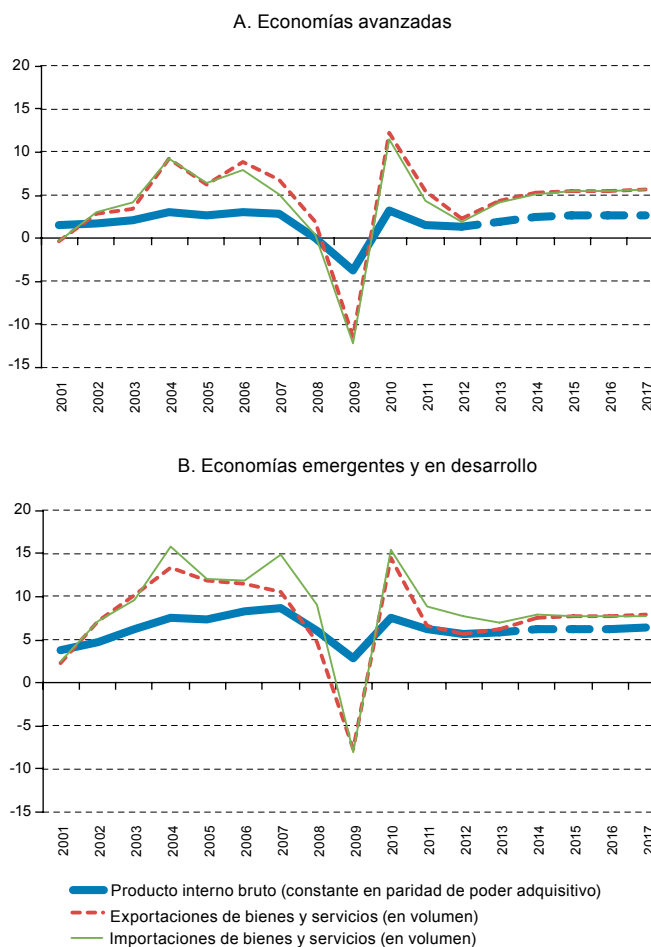 A. Economías avanzadas
20
15
10
5
0
-5
-10
-15
2001 2002 2003 2004 2005 2006 2007 2008 2009 2010 2011 2012 2013 2014 2015 2016 2017
B. Economías emergentes y en desarrollo
20
15
10
5
0
-5
-10
-15
2001 2002 2003 2004 2005 2006 2007 2008 2009 2010 2011 2012 2013 2014 2015 2016 2017
Producto interno bruto (constante en paridad de poder adquisitivo)
Exportaciones de bienes y servicios (en volumen)
Importaciones de bienes y servicios (en volumen)